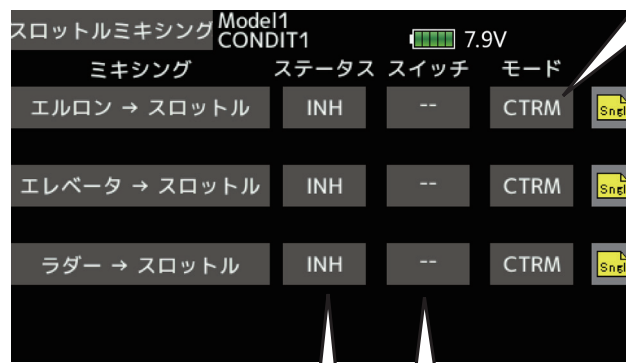 スロットルミキシング Model1
CONDIT1 7.9V
ミキシング ステータス スイッチ モード
エルロン → スロットル INH -- CTRM Sngl
エレベータ → スロットル INH -- CTRM Sngl
ラダー → スロットル INH -- CTRM Sngl